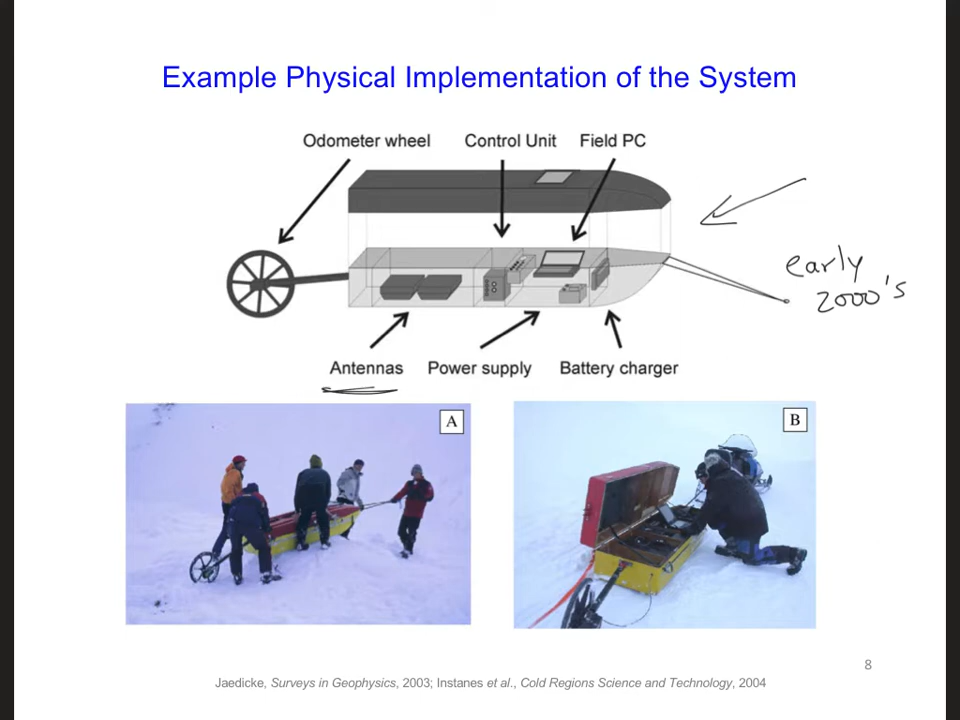 Example Physical Implementation of the System
Odometer wheel Control Unit Field PC
early
2000's
Antennas Power supply Battery charger
A B
8
Jaedicke, Surveys in Geophysics, 2003; Instanes et al., Cold Regions Science and Technology, 2004